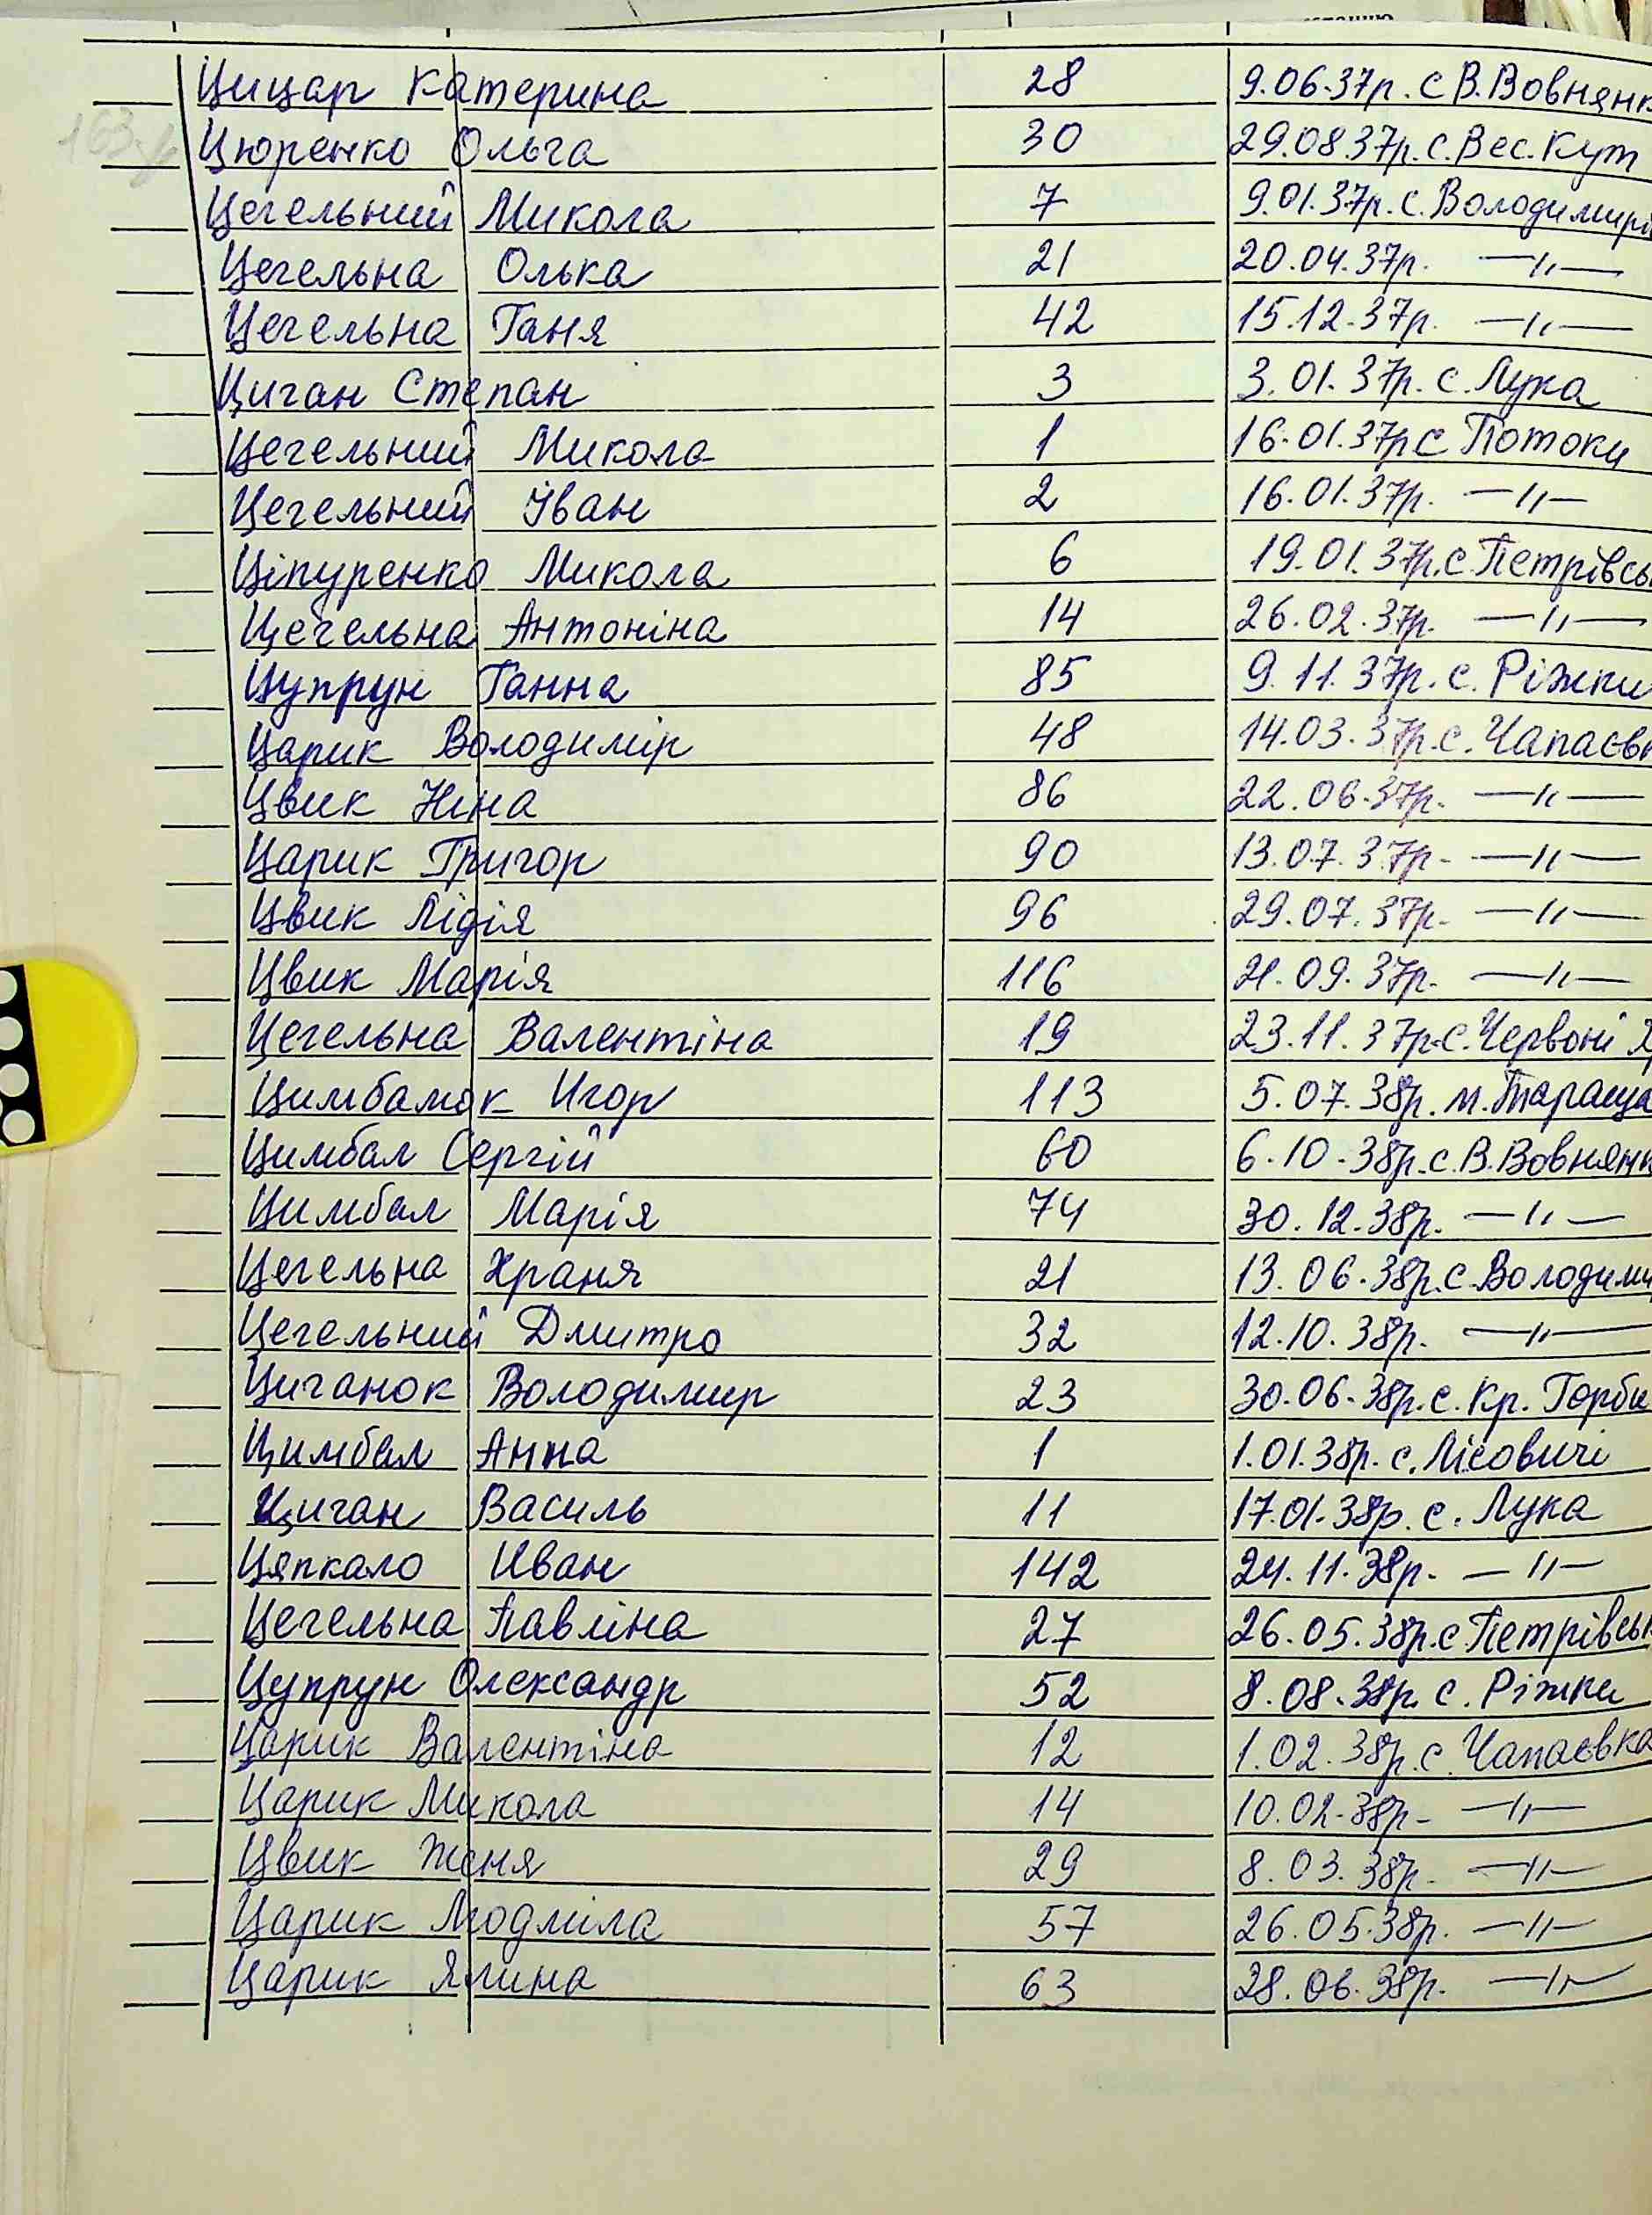 Цицар Катерина 28 9.06.37р. с В. Вовнянк
Цюренко Ольга 30 29.08.37р. с. Вес. Кут
Цегельний Микола 7 9.01.37р. с. Володимирі
Цегельна Олька 21 20.04.37р. —〃—
Цегельна Ганя 42 15.12.37р. —〃—
Циган Степан 3 3.01.37р. с. Лука
Цегельний Микола 1 16.01.37р с Потоки
Цегельний Іван 2 16.01.37р. —〃—
Ціпуренко Микола 6 19.01.37р. с. Петрівськ
Цегельна Антоніна 14 26.02.37р. —〃—
Цупрун Ганна 85 9.11.37р. с. Ріжки
Царик Володимір 48 14.03.37р. с. Чапаєвк
Цвик Ніна 86 22.06.37р. —〃—
Царик Григор 90 13.07.37р. —〃—
Цвик Лідія 96 29.07.37р. —〃—
Цвик Марія 116 21.09.37р. —〃—
Цегельна Валентіна 19 23.11.37р. с. Червоні
Цимбалюк Игор 113 5.07.38р. м. Тараща
Цимбал Сергій 60 6.10.38р. с. В. Вовнянк
Цимбал Марія 74 30.12.38р. —〃—
Цегельна Храня 21 13.06.38р. с. Володими
Цегельний Дмитро 32 12.10.38р. —〃—
Циганок Володимир 23 30.06.38р. с. Кр. Горби
Цимбал Анна 1 1.01.38р. с. Лісовичі
Циган Василь 11 17.01.38р. с. Лука
Цяпкало Иван 142 24.11.38р. —〃—
Цегельна Павліна 27 26.05.38р. с Петрівськ
Цупрун Олександр 52 8.08.38р. с. Ріжки
Царик Валентіна 12 1.02.38р. с. Чапаєвка
Царик Микола 14 10.02.38р. —〃—
Цвик Женя 29 8.03.38р. —〃—
Царик Людміла 57 26.05.38р. —〃—
Царик Ялина 63 28.06.38р. —〃—